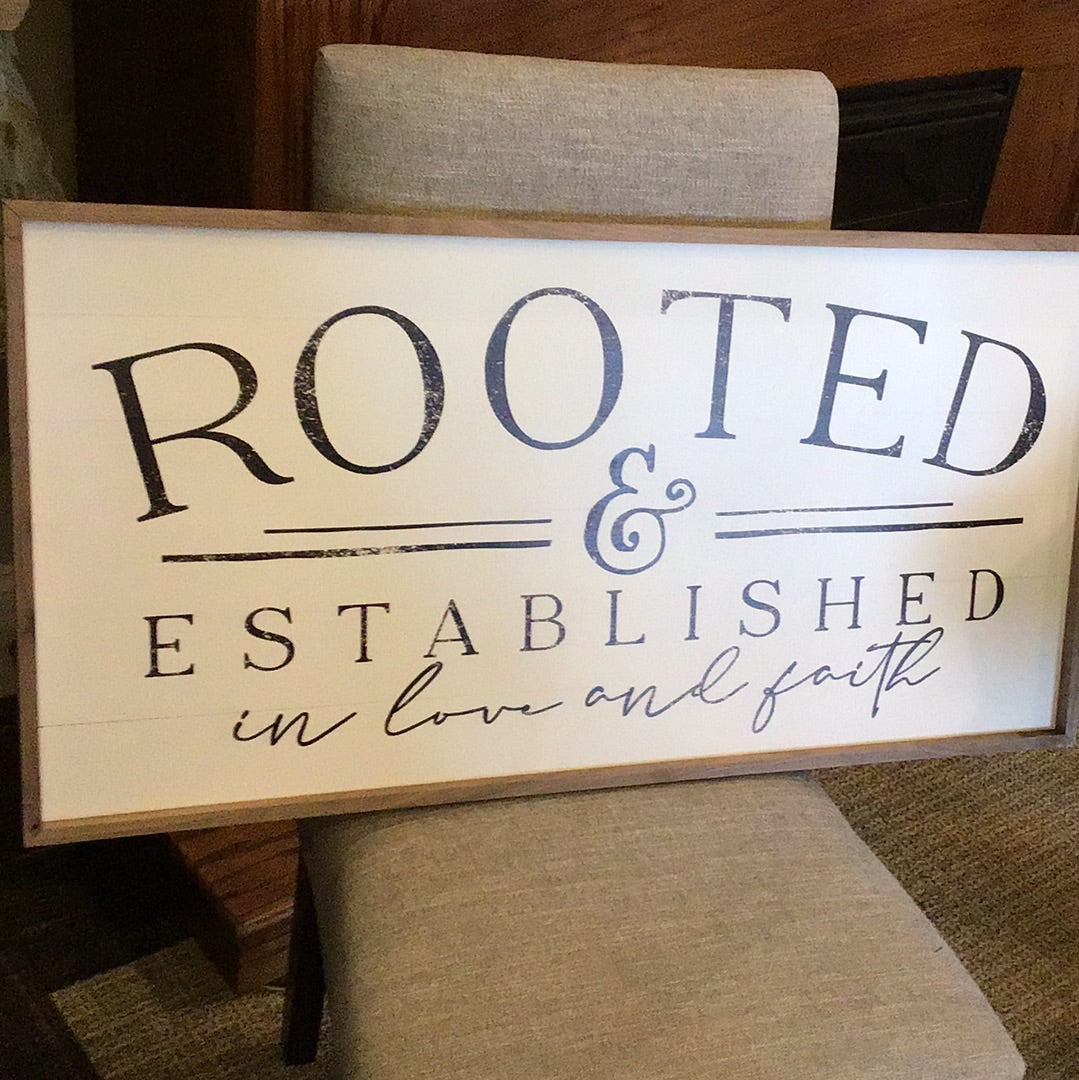 ROOTED
&
ESTABLISHED
in love and faith